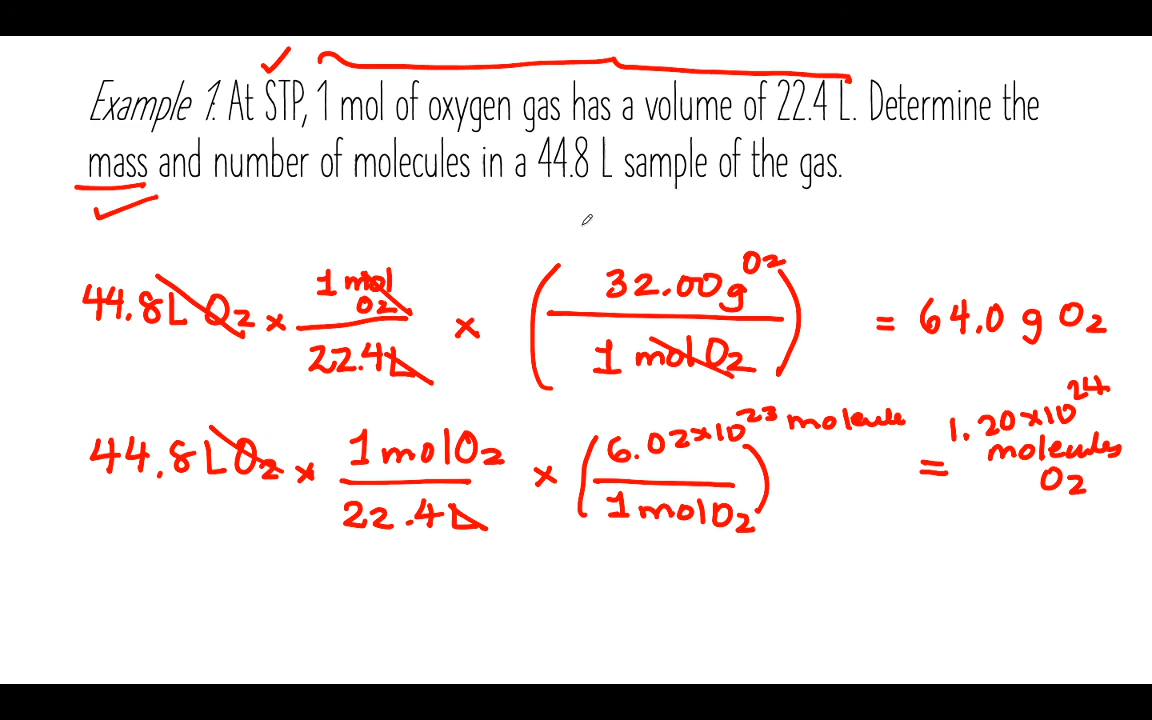 Example 1: At STP, 1 mol of oxygen gas has a volume of 22.4 L. Determine the
mass and number of molecules in a 44.8 L sample of the gas.
44.8 L O2 × 1 mol O2 / 22.4 L × ( 32.00 g O2 / 1 mol O2 ) = 64.0 g O2
44.8 L O2 × 1 mol O2 / 22.4 L × ( 6.02×10^23 molecule / 1 mol O2 ) = 1.20×10^24 molecules O2